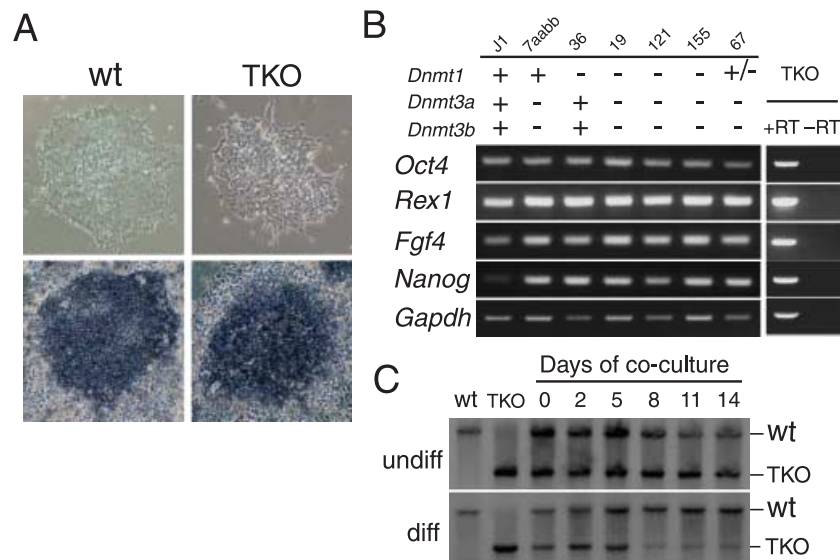 A
wt TKO
B
J1 7aabb 36 19 121 155 67
Dnmt1 + + - - - - +/- TKO
Dnmt3a + - + - - - -
Dnmt3b + - + - - - - +RT –RT
Oct4
Rex1
Fgf4
Nanog
Gapdh
C
Days of co-culture
wt TKO 0 2 5 8 11 14
undiff
wt
TKO
diff
wt
TKO